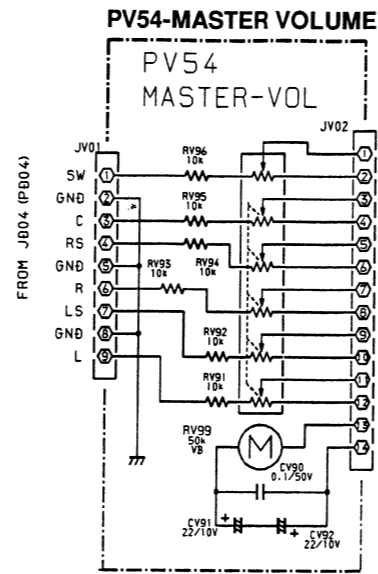 PV54-MASTER VOLUME
PV54
MASTER-VOL
JV02
JV01
FROM JB04 (PB04)
SW 1
GND 2
C 3
RS 4
GND 5
R 6
LS 7
GND 8
L 9
RV96
10k
RV95
10k
RV93
10k
RV94
10k
RV92
10k
RV91
10k
RV99
50k
VB
M
CV90
0.1/50V
CV91
22/10V
+
+
CV92
22/10V
1
2
3
4
5
6
7
8
9
10
11
12
13
14